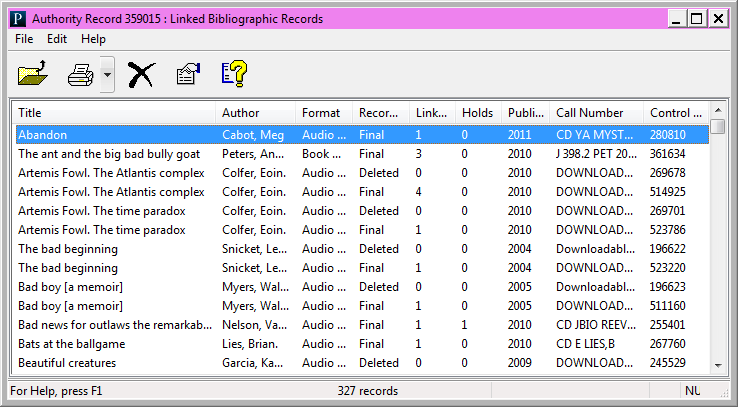 P Authority Record 359015 : Linked Bibliographic Records
File Edit Help
Title Author Format Recor... Link... Holds Publi... Call Number Control ...
Abandon Cabot, Meg Audio ... Final 1 0 2011 CD YA MYST... 280810
The ant and the big bad bully goat Peters, An... Book ... Final 3 0 2010 J 398.2 PET 20... 361634
Artemis Fowl. The Atlantis complex Colfer, Eoin. Audio ... Deleted 0 0 2010 DOWNLOAD... 269678
Artemis Fowl. The Atlantis complex Colfer, Eoin. Audio ... Final 4 0 2010 DOWNLOAD... 514925
Artemis Fowl. The time paradox Colfer, Eoin. Audio ... Deleted 0 0 2010 DOWNLOAD... 269701
Artemis Fowl. The time paradox Colfer, Eoin. Audio ... Final 1 0 2010 DOWNLOAD... 523786
The bad beginning Snicket, Le... Audio ... Deleted 0 0 2004 Downloadabl... 196622
The bad beginning Snicket, Le... Audio ... Final 1 0 2004 DOWNLOAD... 523220
Bad boy [a memoir] Myers, Wal... Audio ... Deleted 0 0 2005 Downloadabl... 196623
Bad boy [a memoir] Myers, Wal... Audio ... Final 1 0 2005 DOWNLOAD... 511160
Bad news for outlaws the remarkab... Nelson, Va... Audio ... Final 1 1 2010 CD JBIO REEV... 255401
Bats at the ballgame Lies, Brian. Audio ... Final 1 0 2010 CD E LIES,B 267760
Beautiful creatures Garcia, Ka... Audio ... Deleted 0 0 2009 DOWNLOAD... 245529
For Help, press F1 327 records NU